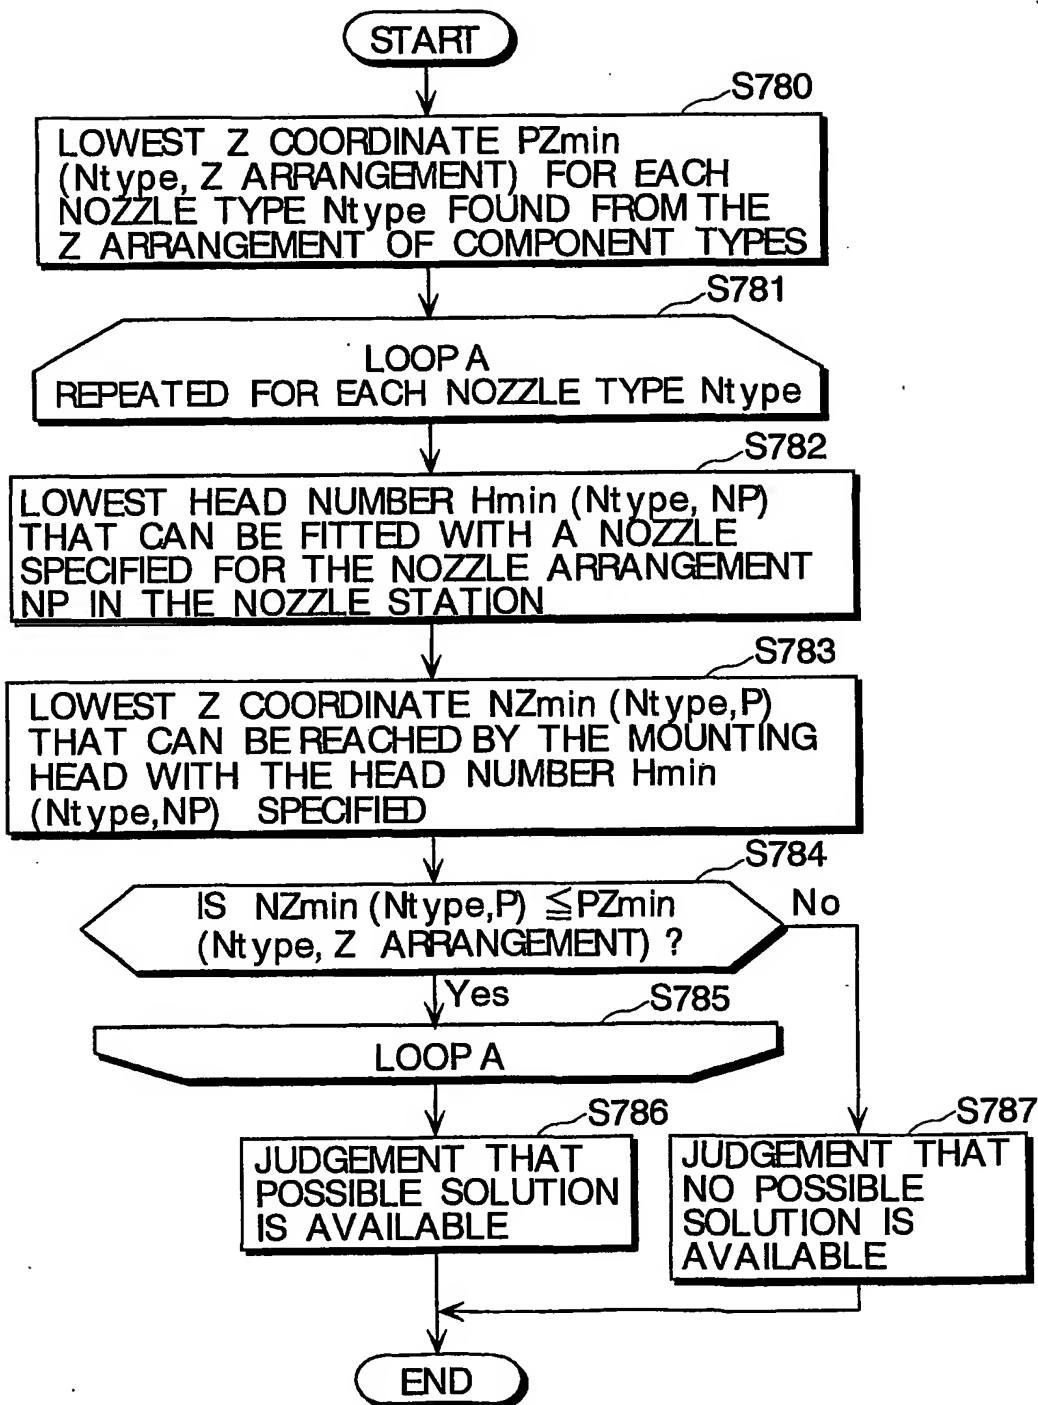 START
S780
LOWEST Z COORDINATE PZmin
(Ntype, Z ARRANGEMENT) FOR EACH
NOZZLE TYPE Ntype FOUND FROM THE
Z ARRANGEMENT OF COMPONENT TYPES
S781
LOOP A
REPEATED FOR EACH NOZZLE TYPE Ntype
S782
LOWEST HEAD NUMBER Hmin (Ntype, NP)
THAT CAN BE FITTED WITH A NOZZLE
SPECIFIED FOR THE NOZZLE ARRANGEMENT
NP IN THE NOZZLE STATION
S783
LOWEST Z COORDINATE NZmin (Ntype,P)
THAT CAN BE REACHED BY THE MOUNTING
HEAD WITH THE HEAD NUMBER Hmin
(Ntype,NP) SPECIFIED
S784
IS NZmin (Ntype,P) ≦PZmin
(Ntype, Z ARRANGEMENT) ?
No
Yes
S785
LOOP A
S786
JUDGEMENT THAT
POSSIBLE SOLUTION
IS AVAILABLE
S787
JUDGEMENT THAT
NO POSSIBLE
SOLUTION IS
AVAILABLE
END